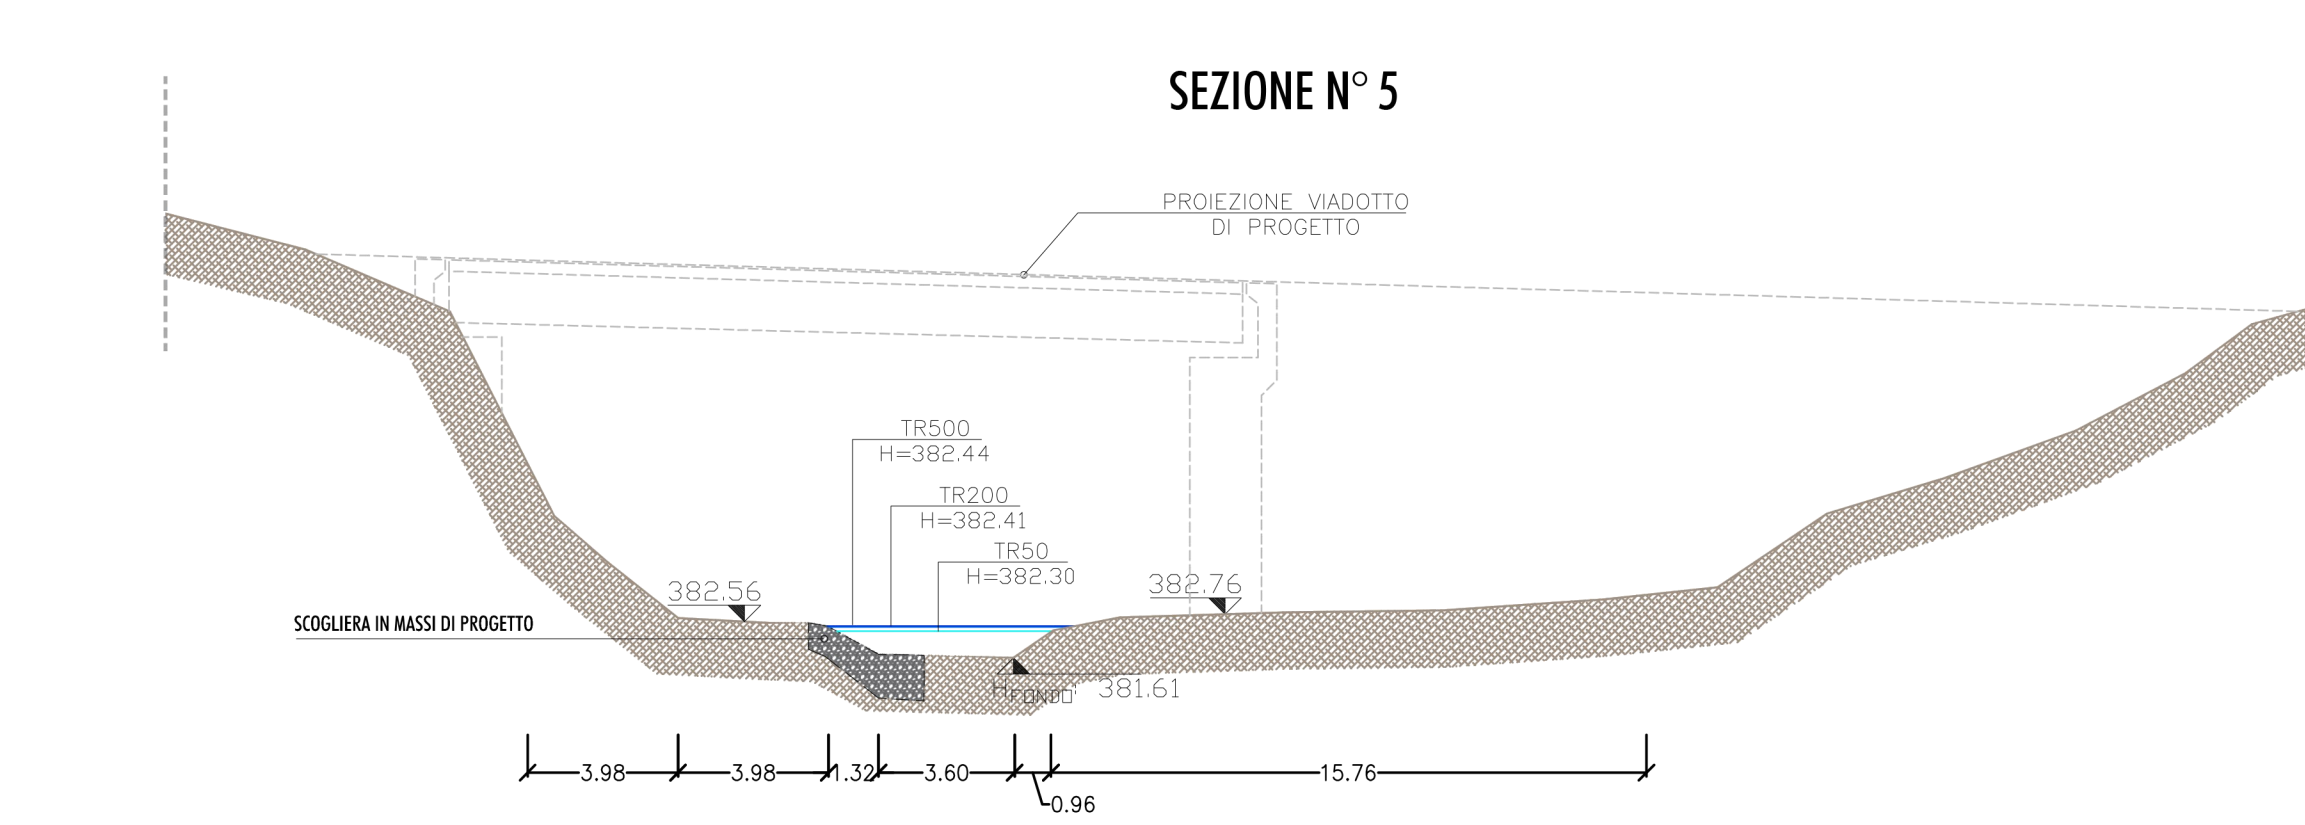 SEZIONE N° 5
PROIEZIONE VIADOTTO
DI PROGETTO
TR500
H=382.44
TR200
H=382.41
TR50
H=382.30
382.56
382.76
SCOGLIERA IN MASSI DI PROGETTO
HFONDO: 381.61
3.98
3.98
1.32
3.60
15.76
0.96